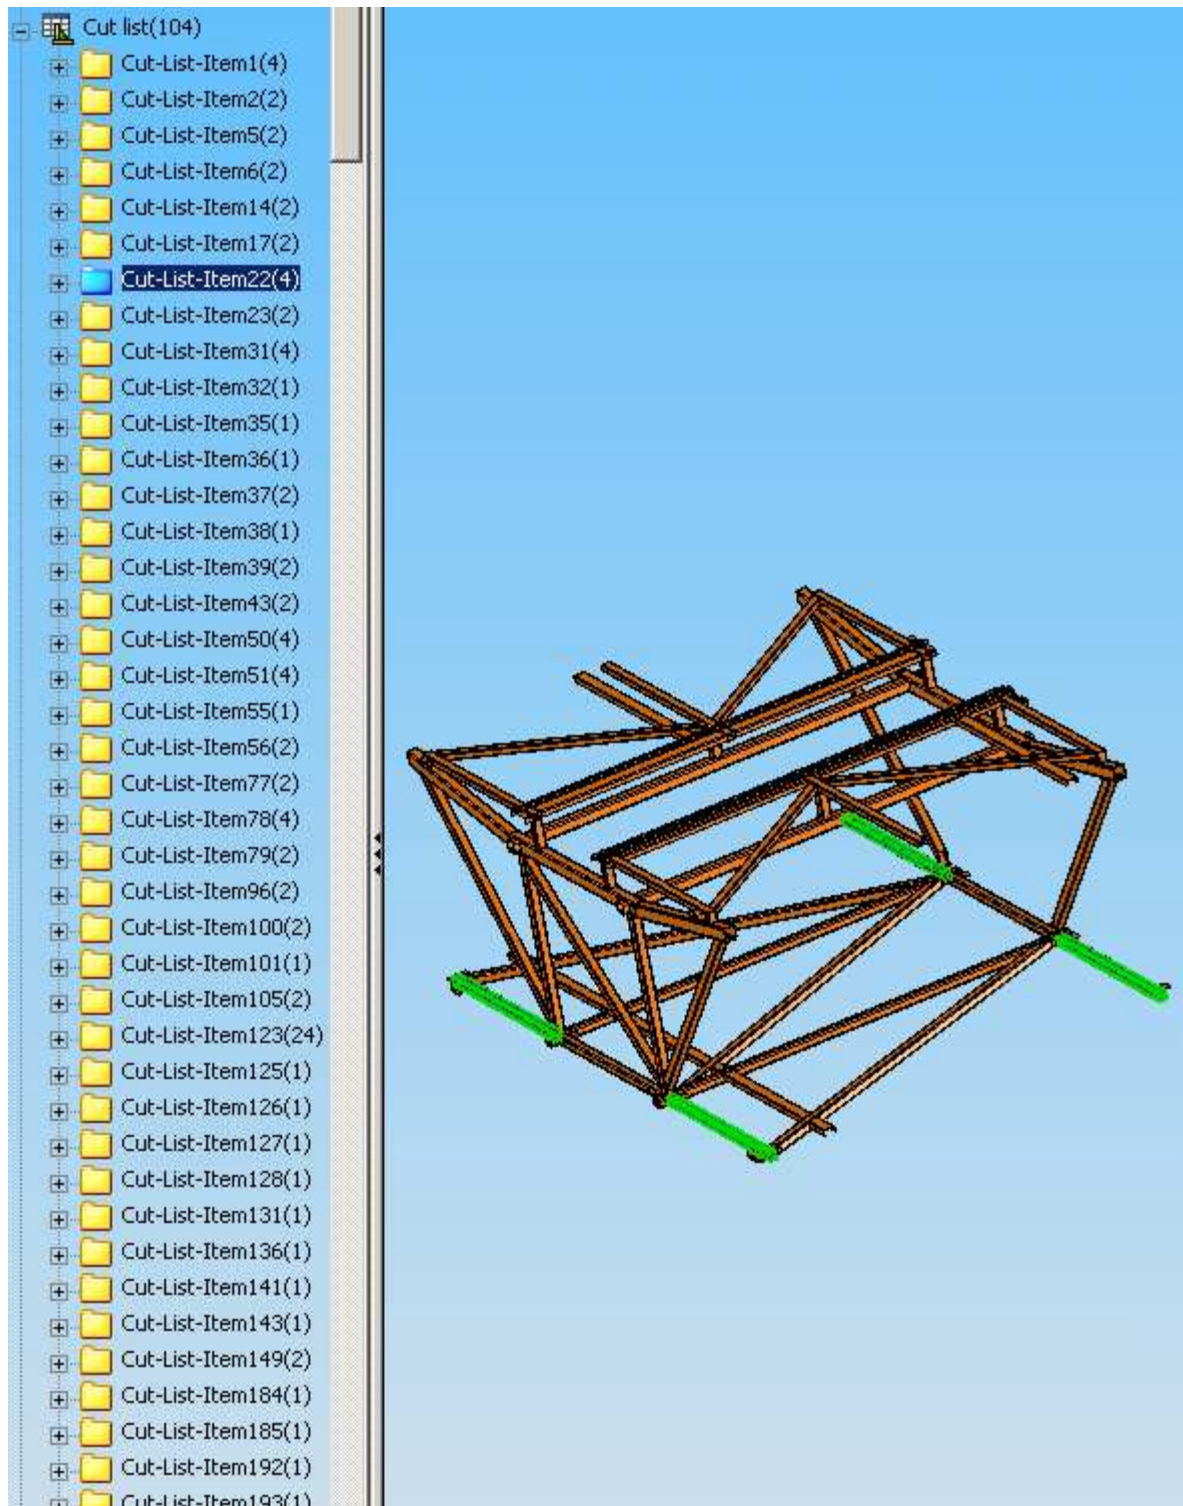 Cut list(104)
Cut-List-Item1(4)
Cut-List-Item2(2)
Cut-List-Item5(2)
Cut-List-Item6(2)
Cut-List-Item14(2)
Cut-List-Item17(2)
Cut-List-Item22(4)
Cut-List-Item23(2)
Cut-List-Item31(4)
Cut-List-Item32(1)
Cut-List-Item35(1)
Cut-List-Item36(1)
Cut-List-Item37(2)
Cut-List-Item38(1)
Cut-List-Item39(2)
Cut-List-Item43(2)
Cut-List-Item50(4)
Cut-List-Item51(4)
Cut-List-Item55(1)
Cut-List-Item56(2)
Cut-List-Item77(2)
Cut-List-Item78(4)
Cut-List-Item79(2)
Cut-List-Item96(2)
Cut-List-Item100(2)
Cut-List-Item101(1)
Cut-List-Item105(2)
Cut-List-Item123(24)
Cut-List-Item125(1)
Cut-List-Item126(1)
Cut-List-Item127(1)
Cut-List-Item128(1)
Cut-List-Item131(1)
Cut-List-Item136(1)
Cut-List-Item141(1)
Cut-List-Item143(1)
Cut-List-Item149(2)
Cut-List-Item184(1)
Cut-List-Item185(1)
Cut-List-Item192(1)
Cut-List-Item193(1)